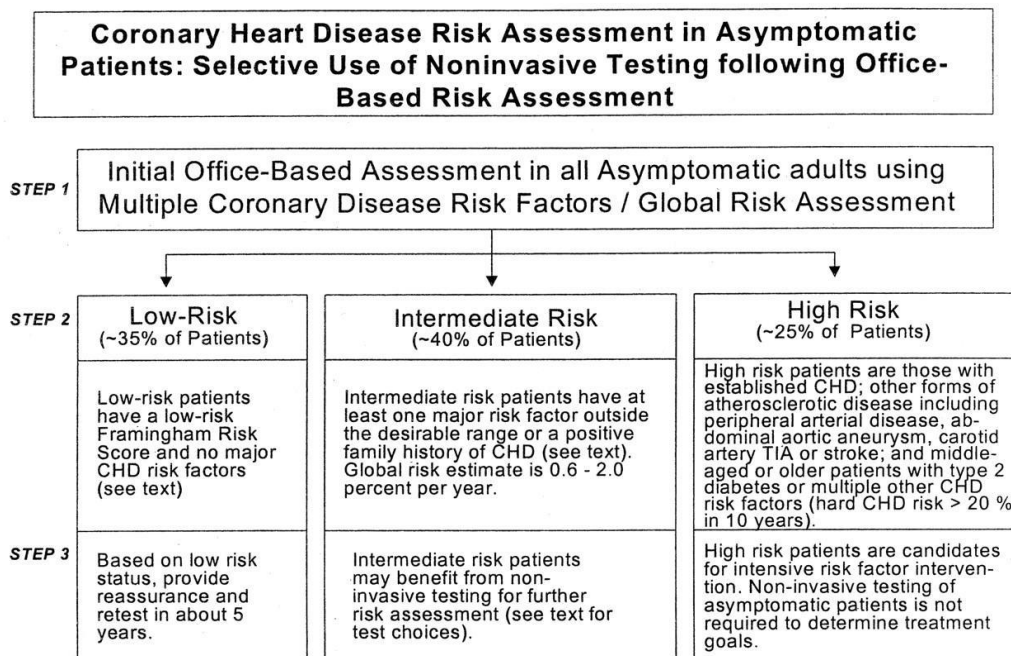 Coronary Heart Disease Risk Assessment in Asymptomatic
Patients: Selective Use of Noninvasive Testing following Office-
Based Risk Assessment
STEP 1
Initial Office-Based Assessment in all Asymptomatic adults using
Multiple Coronary Disease Risk Factors / Global Risk Assessment
STEP 2
Low-Risk
(~35% of Patients)
Low-risk patients
have a low-risk
Framingham Risk
Score and no major
CHD risk factors
(see text)
Intermediate Risk
(~40% of Patients)
Intermediate risk patients have at
least one major risk factor outside
the desirable range or a positive
family history of CHD (see text).
Global risk estimate is 0.6 - 2.0
percent per year.
High Risk
(~25% of Patients)
High risk patients are those with
established CHD; other forms of
atherosclerotic disease including
peripheral arterial disease, ab-
dominal aortic aneurysm, carotid
artery TIA or stroke; and middle-
aged or older patients with type 2
diabetes or multiple other CHD
risk factors (hard CHD risk > 20 %
in 10 years).
STEP 3
Based on low risk
status, provide
reassurance and
retest in about 5
years.
Intermediate risk patients
may benefit from non-
invasive testing for further
risk assessment (see text for
test choices).
High risk patients are candidates
for intensive risk factor interven-
tion. Non-invasive testing of
asymptomatic patients is not
required to determine treatment
goals.